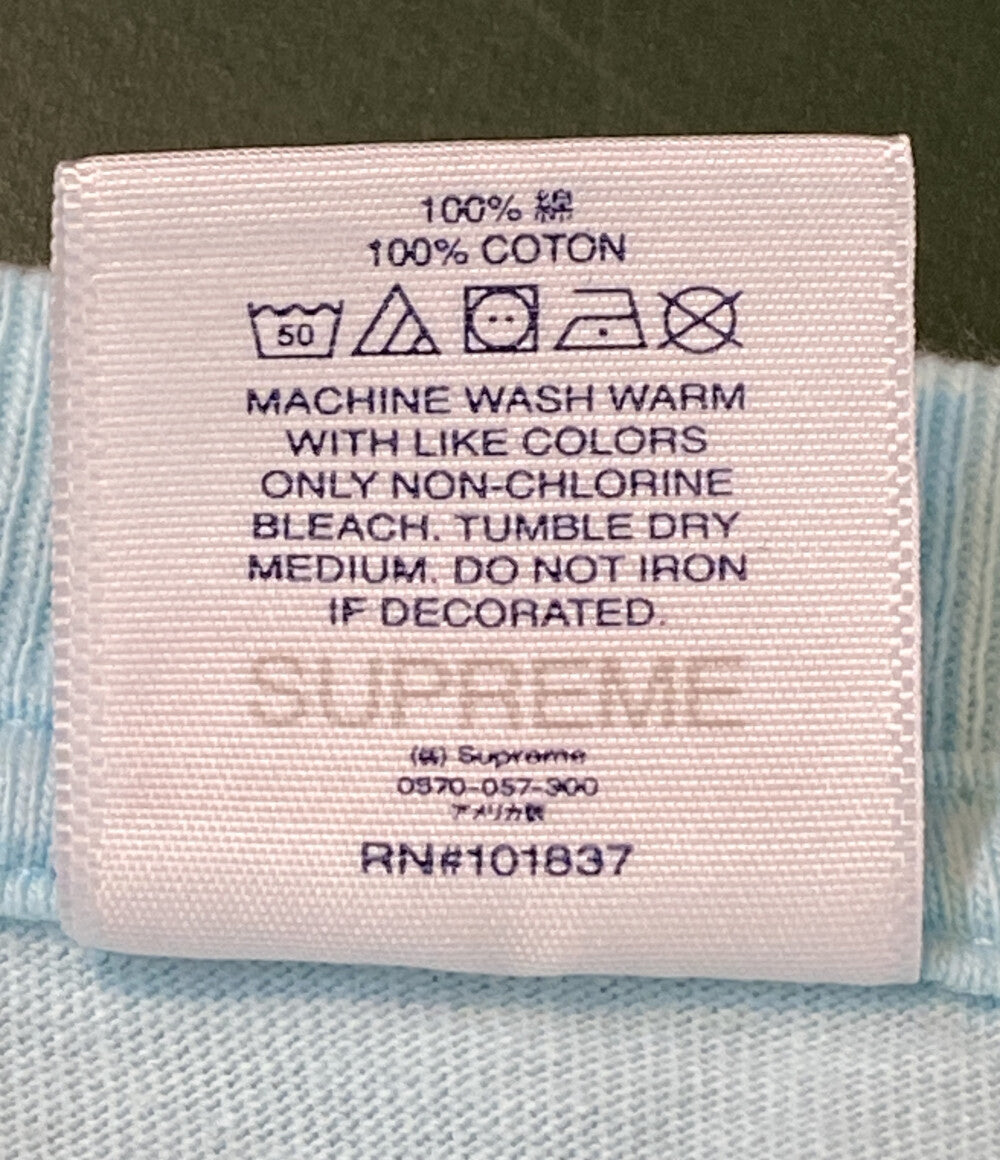 100% 綿
100% COTON
50
MACHINE WASH WARM
WITH LIKE COLORS
ONLY NON-CHLORINE
BLEACH. TUMBLE DRY
MEDIUM. DO NOT IRON
IF DECORATED.
SUPREME
(株) Supreme
0570-057-300
アメリカ製
RN#101837